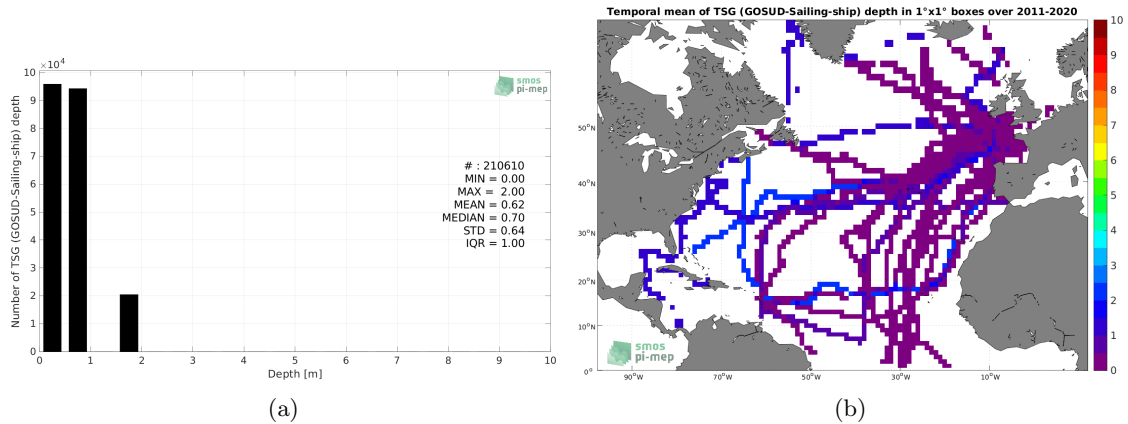 ×10⁴
10
9
8
7
6
5
4
3
2
1
0
Number of TSG (GOSUD-Sailing-ship) depth
smos
pi-mep
# : 210610
MIN = 0.00
MAX = 2.00
MEAN = 0.62
MEDIAN = 0.70
STD = 0.64
IQR = 1.00
0 1 2 3 4 5 6 7 8 9 10
Depth [m]
(a)
Temporal mean of TSG (GOSUD-Sailing-ship) depth in 1°x1° boxes over 2011-2020
50°N
40°N
30°N
20°N
10°N
0°
90°W 70°W 50°W 30°W 10°W
smos
pi-mep
10
9
8
7
6
5
4
3
2
1
0
(b)